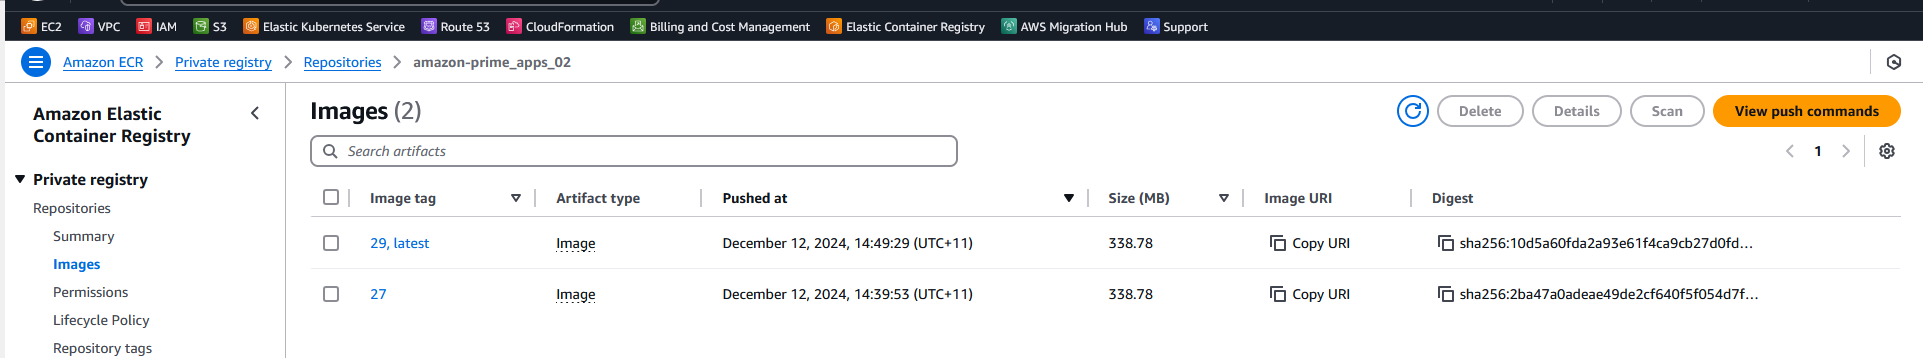 EC2 VPC IAM S3 Elastic Kubernetes Service Route 53 CloudFormation Billing and Cost Management Elastic Container Registry AWS Migration Hub Support
Amazon ECR Private registry Repositories amazon-prime_apps_02
Amazon Elastic
Container Registry
Private registry
Repositories
Summary
Images
Permissions
Lifecycle Policy
Repository tags
Images (2)
Delete Details Scan View push commands
Search artifacts
1
Image tag Artifact type Pushed at Size (MB) Image URI Digest
29, latest Image December 12, 2024, 14:49:29 (UTC+11) 338.78 Copy URI sha256:10d5a60fda2a93e61f4ca9cb27d0fd...
27 Image December 12, 2024, 14:39:53 (UTC+11) 338.78 Copy URI sha256:2ba47a0adeae49de2cf640f5f054d7f...